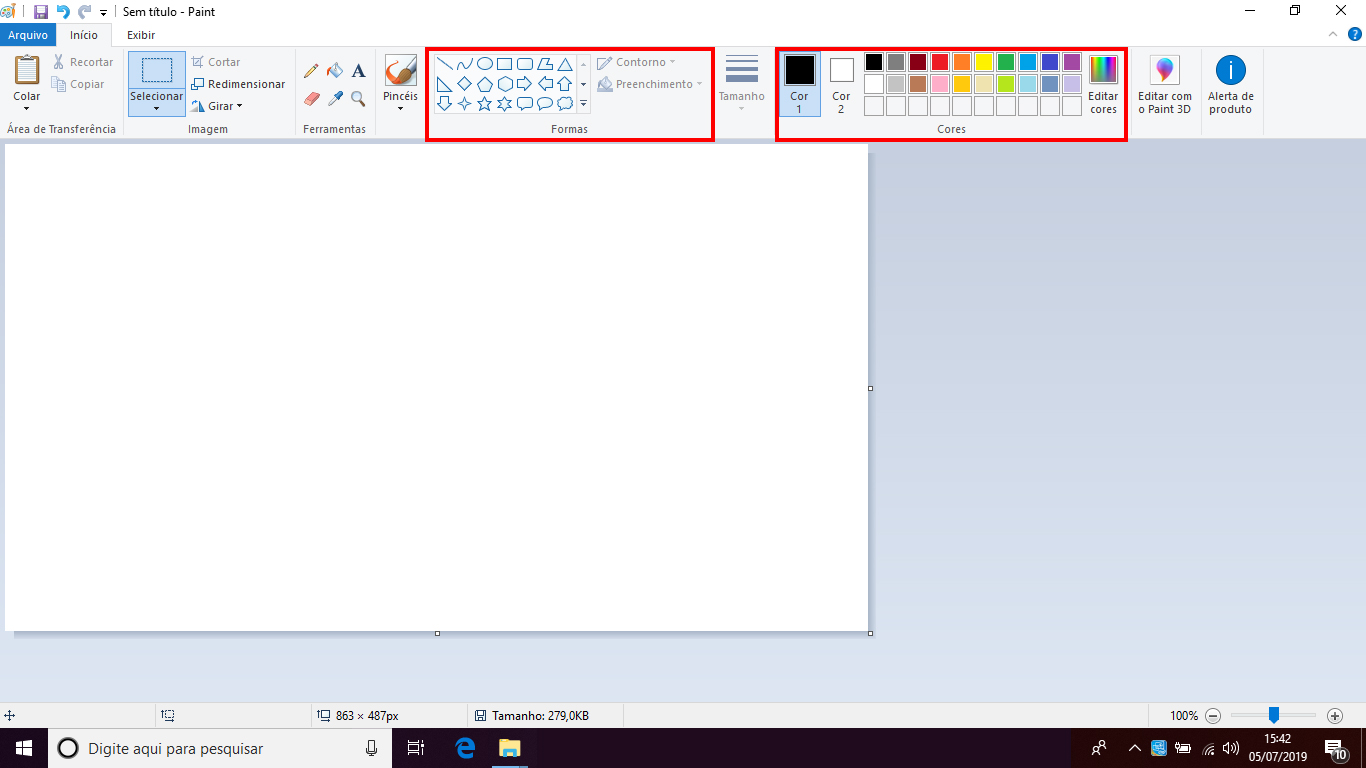 Sem título - Paint
Arquivo Início Exibir
Colar
Recortar
Copiar
Área de Transferência
Selecionar
Cortar
Redimensionar
Girar
Imagem
A
Ferramentas
Pincéis
Contorno
Preenchimento
Formas
Tamanho
Cor
1
Cor
2
Editar
cores
Cores
Editar com
o Paint 3D
Alerta de
produto
863 × 487px
Tamanho: 279,0KB
100%
Digite aqui para pesquisar
15:42
05/07/2019
10